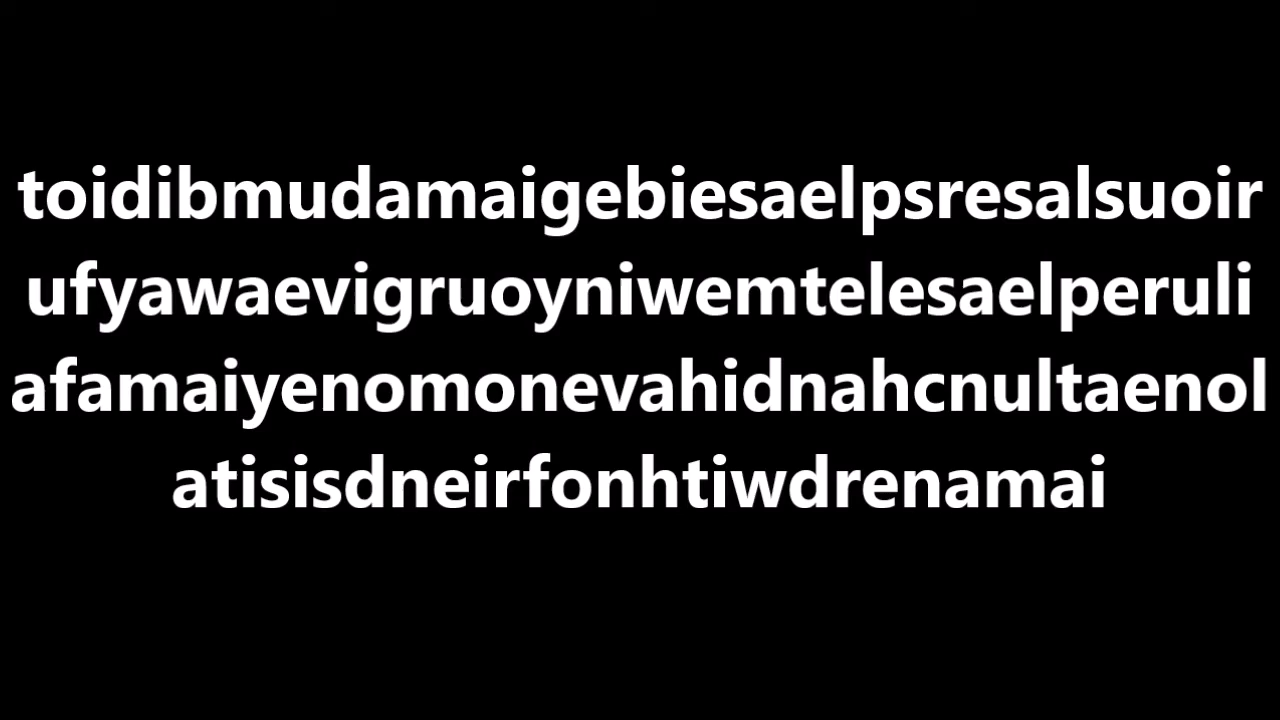 toidibmudamaigebiesaelpsresalsuoir
ufyawaevigruoyniwemtelesaelperuli
afamaiyenomonevahidnahcnultaenol
atisisdneirfonhtiwdrenamai